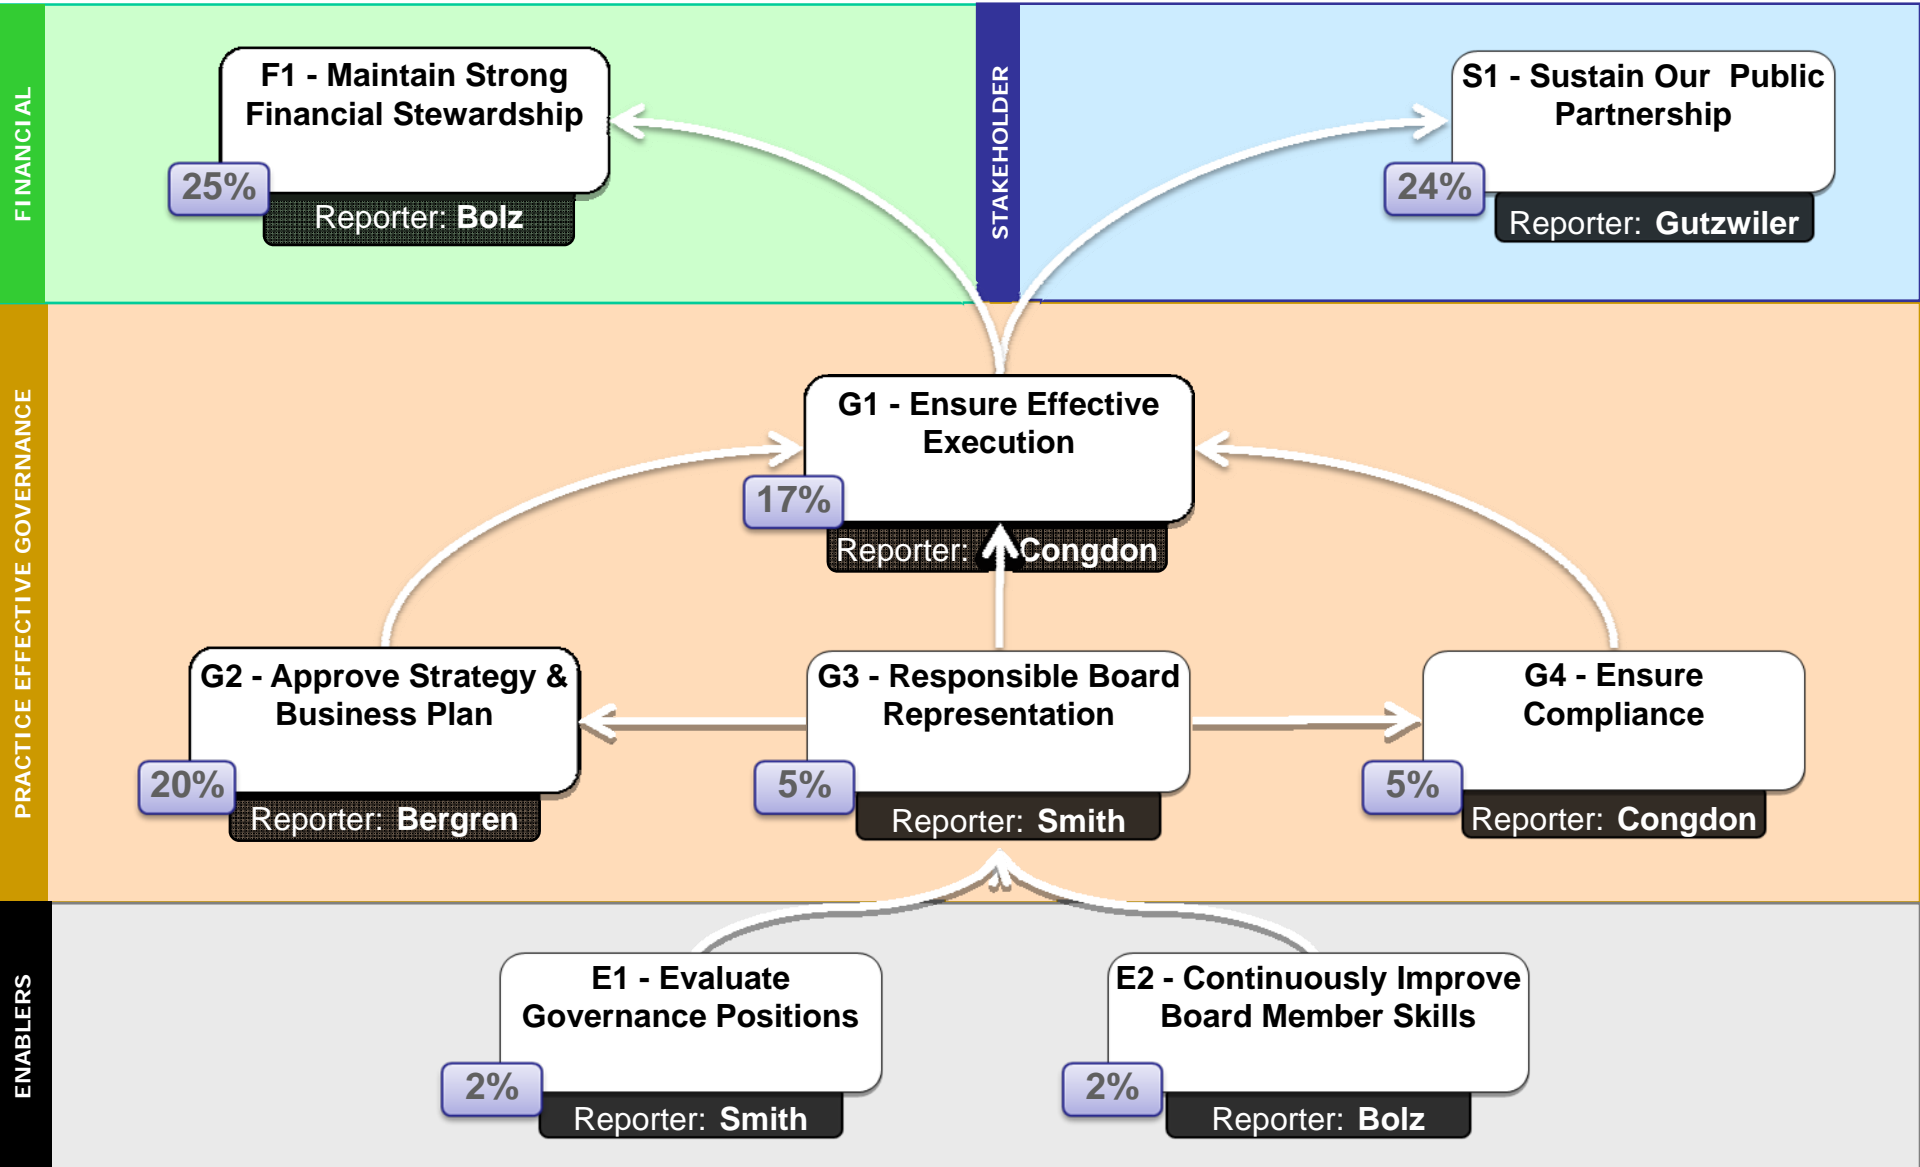 FINANCIAL
F1 - Maintain Strong
Financial Stewardship
25%
Reporter: Bolz
STAKEHOLDER
S1 - Sustain Our  Public
Partnership
24%
Reporter: Gutzwiler
PRACTICE EFFECTIVE GOVERNANCE
G1 - Ensure Effective
Execution
17%
Reporter: Congdon
G2 - Approve Strategy &
Business Plan
20%
Reporter: Bergren
G3 - Responsible Board
Representation
5%
Reporter: Smith
G4 - Ensure
Compliance
5%
Reporter: Congdon
ENABLERS
E1 - Evaluate
Governance Positions
2%
Reporter: Smith
E2 - Continuously Improve
Board Member Skills
2%
Reporter: Bolz